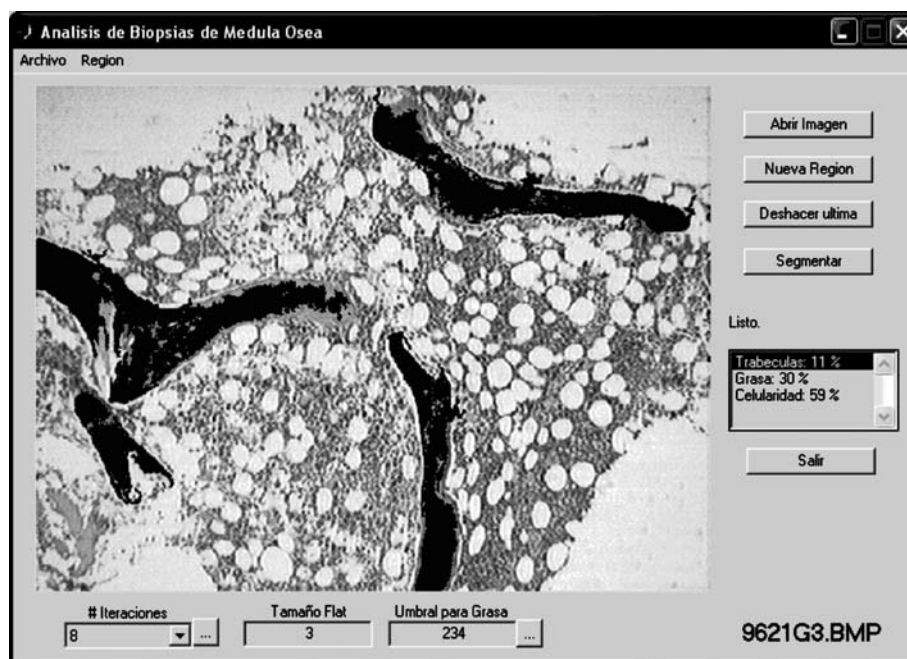 Analisis de Biopsias de Medula Osea
Archivo Region
Abrir Imagen
Nueva Region
Deshacer ultima
Segmentar
Listo.
Trabeculas: 11 %
Grasa: 30 %
Celularidad: 59 %
Salir
# Iteraciones Tamaño Flat Umbral para Grasa
8 ... 3 234 ...
9621G3.BMP